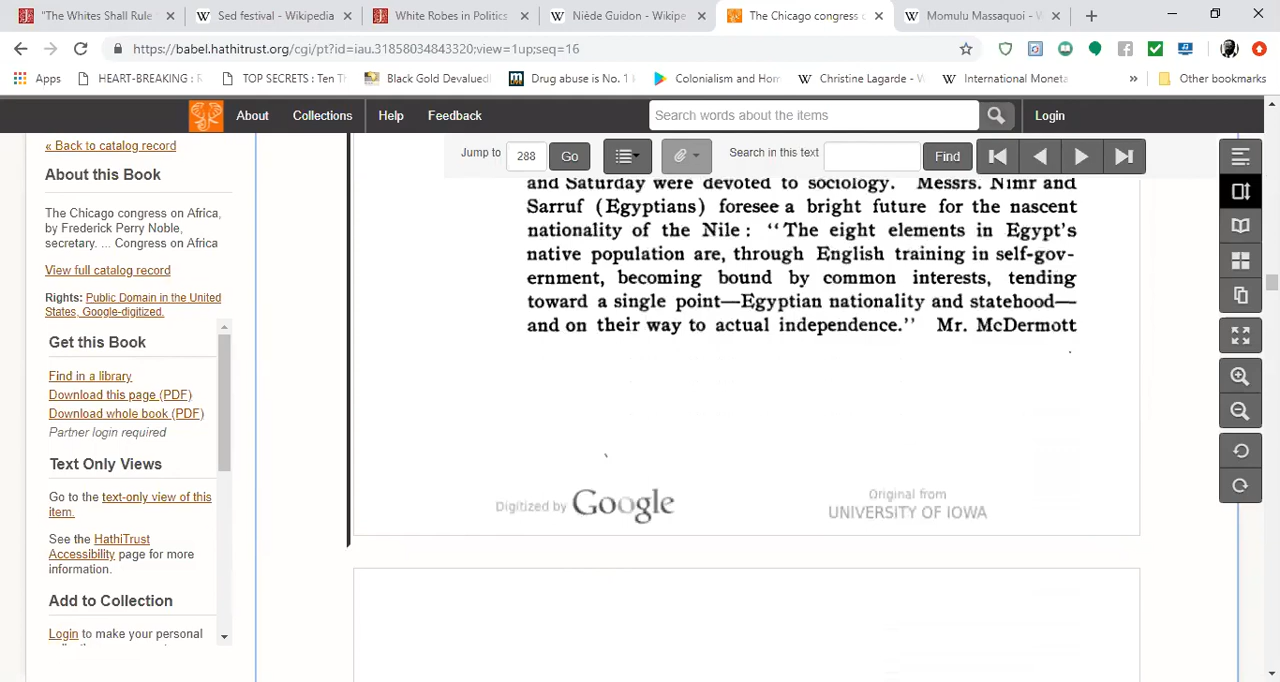 "The Whites Shall Rule
Sed festival - Wikipedia
White Robes in Politics
Niède Guidon - Wikipe
The Chicago congress
Momulu Massaquoi - W
https://babel.hathitrust.org/cgi/pt?id=iau.31858034843320;view=1up;seq=16
Apps
HEART-BREAKING : R
TOP SECRETS : Ten Th
Black Gold Devalued
Drug abuse is No. 1
Colonialism and Hom
Christine Lagarde - W
International Moneta
»
Other bookmarks
About
Collections
Help
Feedback
Search words about the items
Login
« Back to catalog record
About this Book
The Chicago congress on Africa,
by Frederick Perry Noble,
secretary. ... Congress on Africa
View full catalog record
Rights: Public Domain in the United
States, Google-digitized.
Get this Book
Find in a library
Download this page (PDF)
Download whole book (PDF)
Partner login required
Text Only Views
Go to the text-only view of this
item.
See the HathiTrust
Accessibility page for more
information.
Add to Collection
Login to make your personal
Jump to
288
Go
Search in this text
Find
and Saturday were devoted to sociology. Messrs. Nimr and
Sarruf (Egyptians) foresee a bright future for the nascent
nationality of the Nile: "The eight elements in Egypt's
native population are, through English training in self-gov-
ernment, becoming bound by common interests, tending
toward a single point—Egyptian nationality and statehood—
and on their way to actual independence." Mr. McDermott
Digitized by Google
Original from
UNIVERSITY OF IOWA